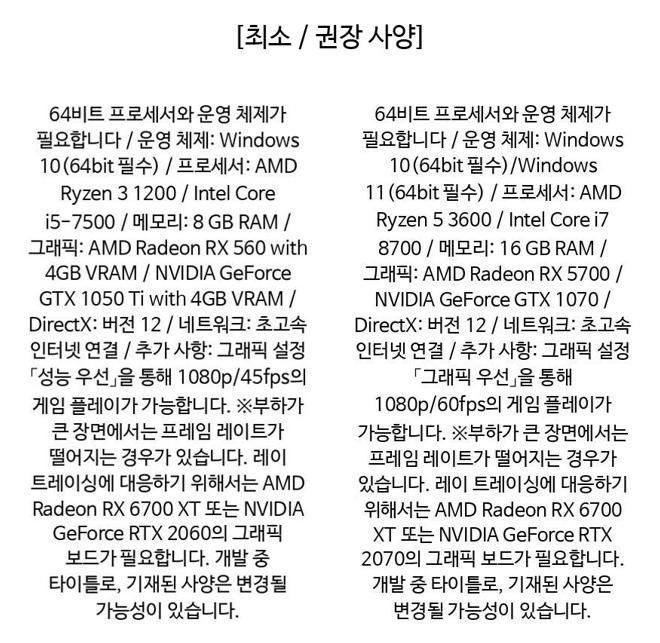 [최소 / 권장 사양]
64비트 프로세서와 운영 체제가
필요합니다 / 운영 체제: Windows
10(64bit 필수) / 프로세서: AMD
Ryzen 3 1200 / Intel Core
i5-7500 / 메모리: 8 GB RAM /
그래픽: AMD Radeon RX 560 with
4GB VRAM / NVIDIA GeForce
GTX 1050 Ti with 4GB VRAM /
DirectX: 버전 12 / 네트워크: 초고속
인터넷 연결 / 추가 사항: 그래픽 설정
「성능 우선」을 통해 1080p/45fps의
게임 플레이가 가능합니다. ※부하가
큰 장면에서는 프레임 레이트가
떨어지는 경우가 있습니다. 레이
트레이싱에 대응하기 위해서는 AMD
Radeon RX 6700 XT 또는 NVIDIA
GeForce RTX 2060의 그래픽
보드가 필요합니다. 개발 중
타이틀로, 기재된 사양은 변경될
가능성이 있습니다.
64비트 프로세서와 운영 체제가
필요합니다 / 운영 체제: Windows
10(64bit 필수)/Windows
11(64bit 필수) / 프로세서: AMD
Ryzen 5 3600 / Intel Core i7
8700 / 메모리: 16 GB RAM /
그래픽: AMD Radeon RX 5700 /
NVIDIA GeForce GTX 1070 /
DirectX: 버전 12 / 네트워크: 초고속
인터넷 연결 / 추가 사항: 그래픽 설정
「그래픽 우선」을 통해
1080p/60fps의 게임 플레이가
가능합니다. ※부하가 큰 장면에서는
프레임 레이트가 떨어지는 경우가
있습니다. 레이 트레이싱에 대응하기
위해서는 AMD Radeon RX 6700
XT 또는 NVIDIA GeForce RTX
2070의 그래픽 보드가 필요합니다.
개발 중 타이틀로, 기재된 사양은
변경될 가능성이 있습니다.